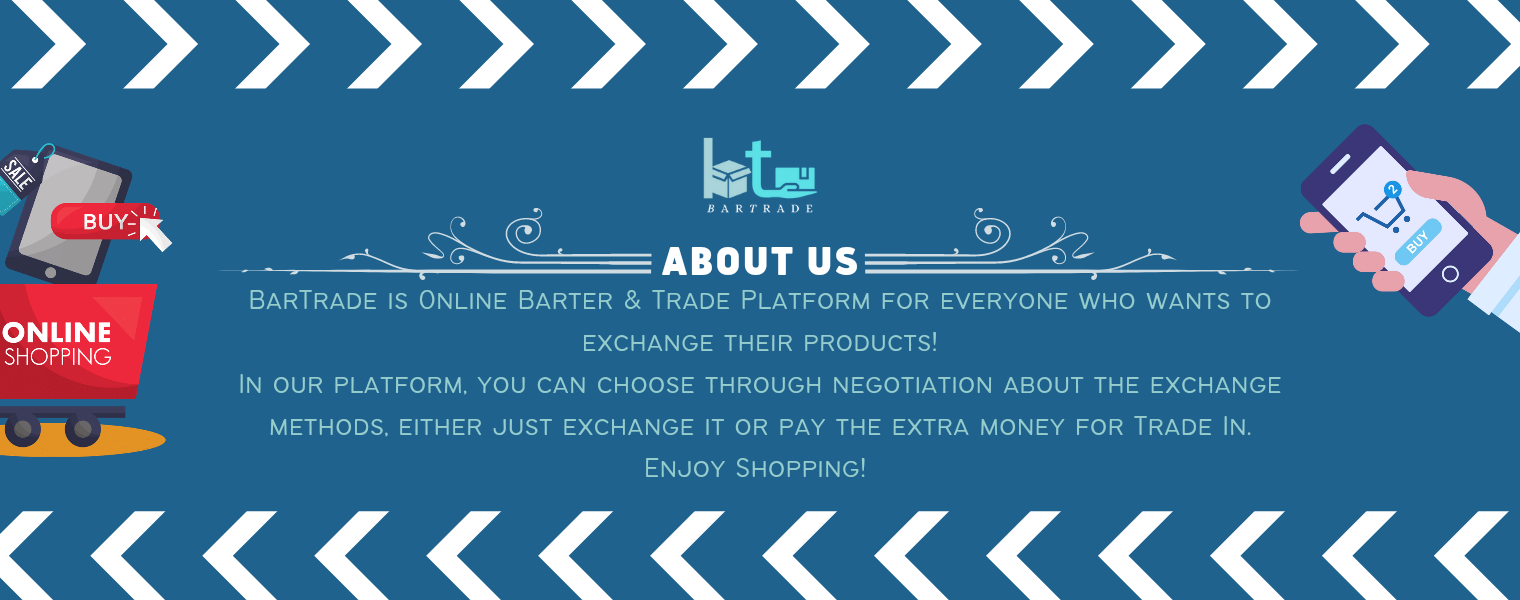 bt
BARTRADE
SALE
BUY
ONLINE
SHOPPING
ABOUT US
BarTrade is Online Barter & Trade Platform for everyone who wants to
exchange their products!
In our platform, you can choose through negotiation about the exchange
methods, either just exchange it or pay the extra money for Trade In.
Enjoy Shopping!
2
BUY